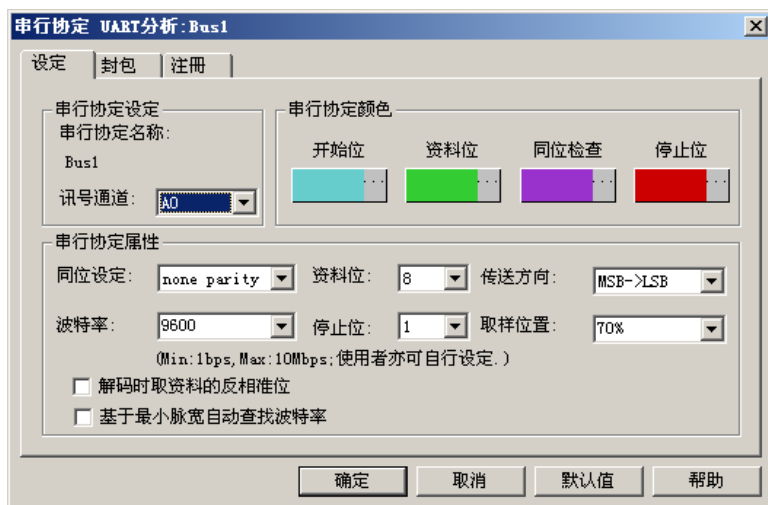 串行协定 UART分析:Bus1
设定 封包 注册
串行协定设定 串行协定颜色
串行协定名称:
Bus1
开始位 资料位 同位检查 停止位
... ... ... ...
讯号通道: A0
串行协定属性
同位设定: none parity 资料位: 8 传送方向: MSB->LSB
波特率: 9600 停止位: 1 取样位置: 70%
(Min:1bps,Max:10Mbps;使用者亦可自行设定.)
解码时取资料的反相准位
基于最小脉宽自动查找波特率
确定 取消 默认值 帮助